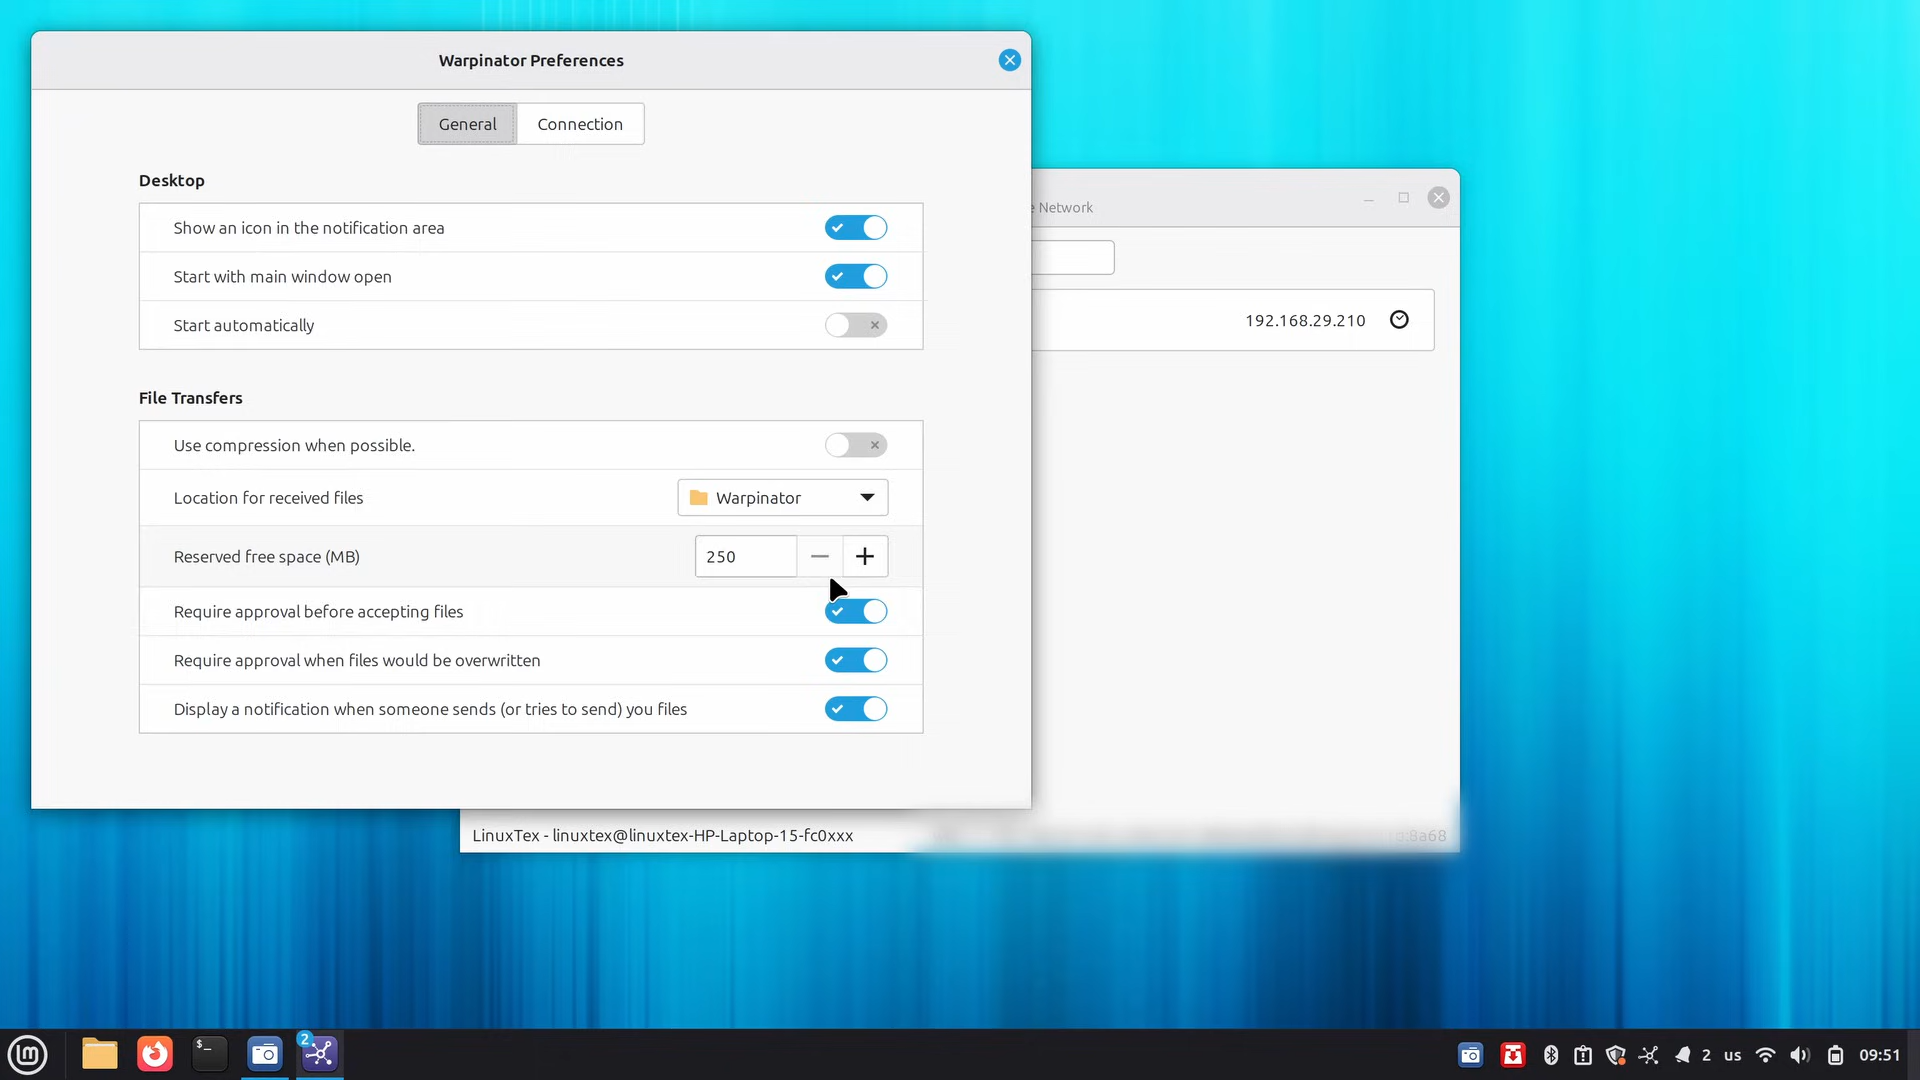 Warpinator Preferences
General
Connection
Desktop
Show an icon in the notification area
Start with main window open
Start automatically
File Transfers
Use compression when possible.
Location for received files
Warpinator
Reserved free space (MB)
250
Require approval before accepting files
Require approval when files would be overwritten
Display a notification when someone sends (or tries to send) you files
Network
192.168.29.210
LinuxTex - linuxtex@linuxtex-HP-Laptop-15-fc0xxx
:8a68
$_
2
2
us
09:51